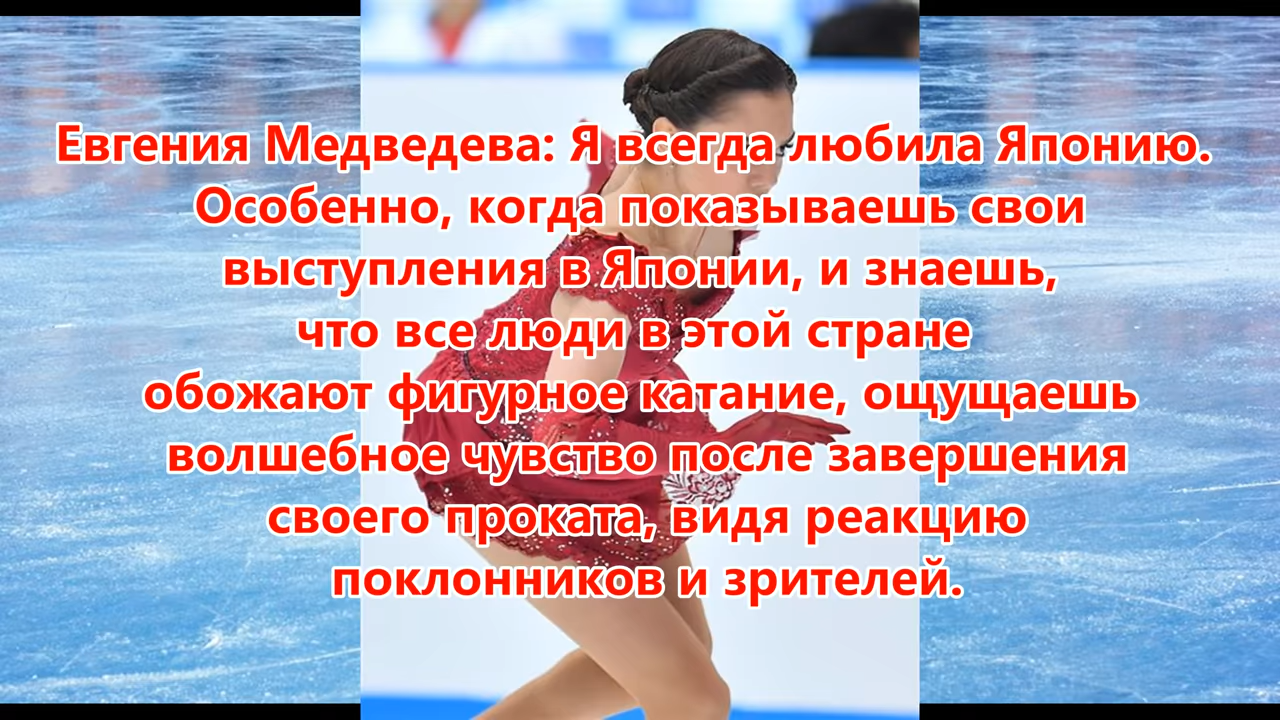 Евгения Медведева: Я всегда любила Японию.
Особенно, когда показываешь свои
выступления в Японии, и знаешь,
что все люди в этой стране
обожают фигурное катание, ощущаешь
волшебное чувство после завершения
своего проката, видя реакцию
поклонников и зрителей.